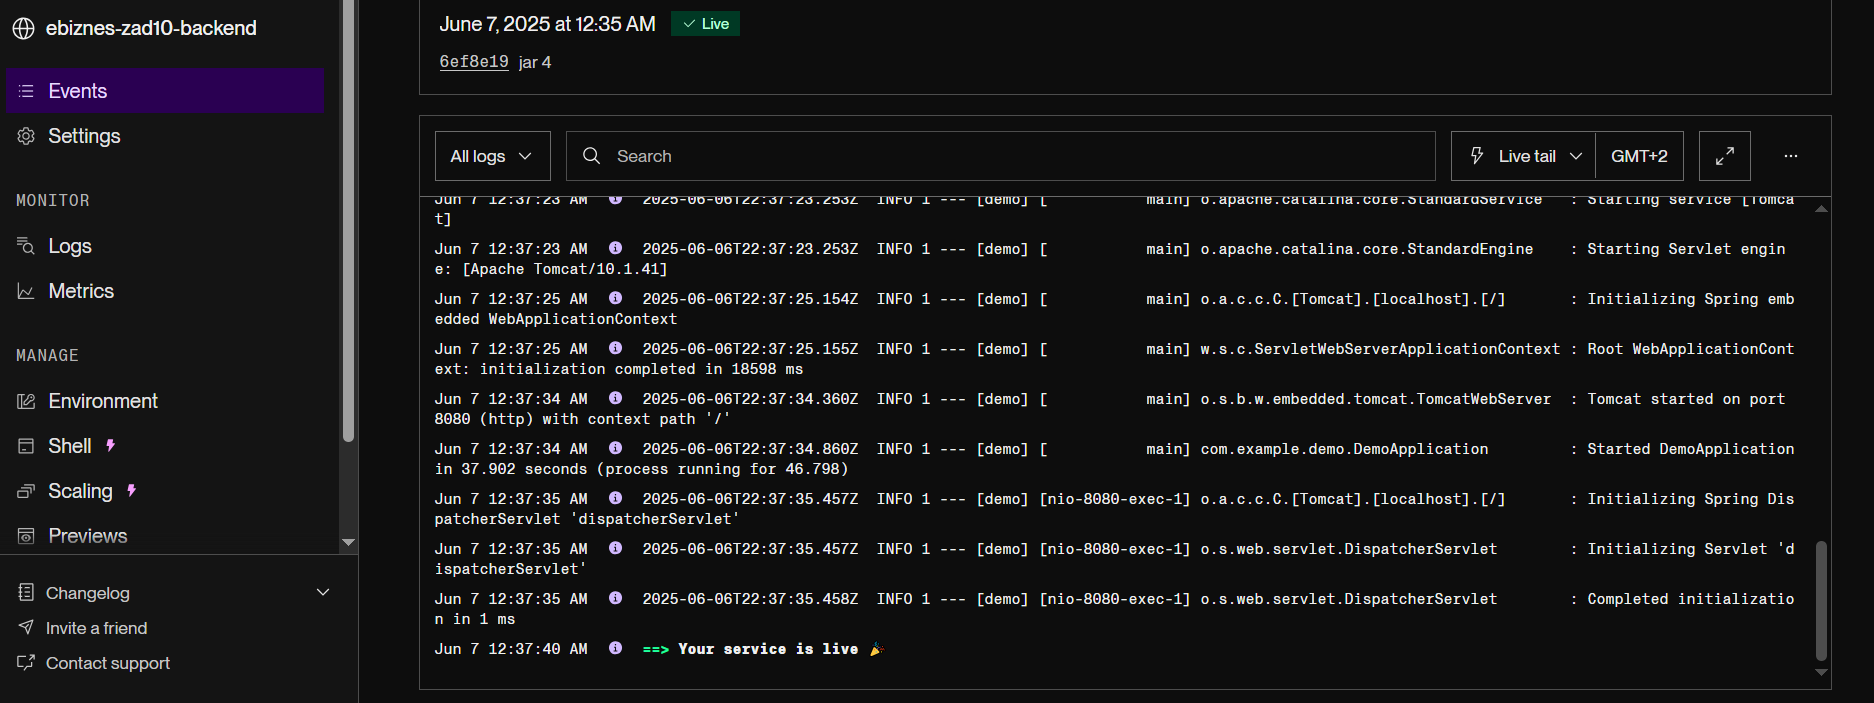 ebiznes-zad10-backend
Events
Settings
MONITOR
Logs
Metrics
MANAGE
Environment
Shell
Scaling
Previews
Changelog
Invite a friend
Contact support
June 7, 2025 at 12:35 AM Live
6ef8e19 jar 4
All logs Search Live tail GMT+2 ...
Jun 7 12:37:23 AM 2025-06-06T22:37:23.253Z INFO 1 --- [demo] [ main] o.apache.catalina.core.StandardService : Starting service [Tomca
t]
Jun 7 12:37:23 AM 2025-06-06T22:37:23.253Z INFO 1 --- [demo] [ main] o.apache.catalina.core.StandardEngine : Starting Servlet engin
e: [Apache Tomcat/10.1.41]
Jun 7 12:37:25 AM 2025-06-06T22:37:25.154Z INFO 1 --- [demo] [ main] o.a.c.c.C.[Tomcat].[localhost].[/] : Initializing Spring emb
edded WebApplicationContext
Jun 7 12:37:25 AM 2025-06-06T22:37:25.155Z INFO 1 --- [demo] [ main] w.s.c.ServletWebServerApplicationContext : Root WebApplicationCont
ext: initialization completed in 18598 ms
Jun 7 12:37:34 AM 2025-06-06T22:37:34.360Z INFO 1 --- [demo] [ main] o.s.b.w.embedded.tomcat.TomcatWebServer : Tomcat started on port
8080 (http) with context path '/'
Jun 7 12:37:34 AM 2025-06-06T22:37:34.860Z INFO 1 --- [demo] [ main] com.example.demo.DemoApplication : Started DemoApplication
in 37.902 seconds (process running for 46.798)
Jun 7 12:37:35 AM 2025-06-06T22:37:35.457Z INFO 1 --- [demo] [nio-8080-exec-1] o.a.c.c.C.[Tomcat].[localhost].[/] : Initializing Spring Dis
patcherServlet 'dispatcherServlet'
Jun 7 12:37:35 AM 2025-06-06T22:37:35.457Z INFO 1 --- [demo] [nio-8080-exec-1] o.s.web.servlet.DispatcherServlet : Initializing Servlet 'd
ispatcherServlet'
Jun 7 12:37:35 AM 2025-06-06T22:37:35.458Z INFO 1 --- [demo] [nio-8080-exec-1] o.s.web.servlet.DispatcherServlet : Completed initializatio
n in 1 ms
Jun 7 12:37:40 AM ==> Your service is live 🎉